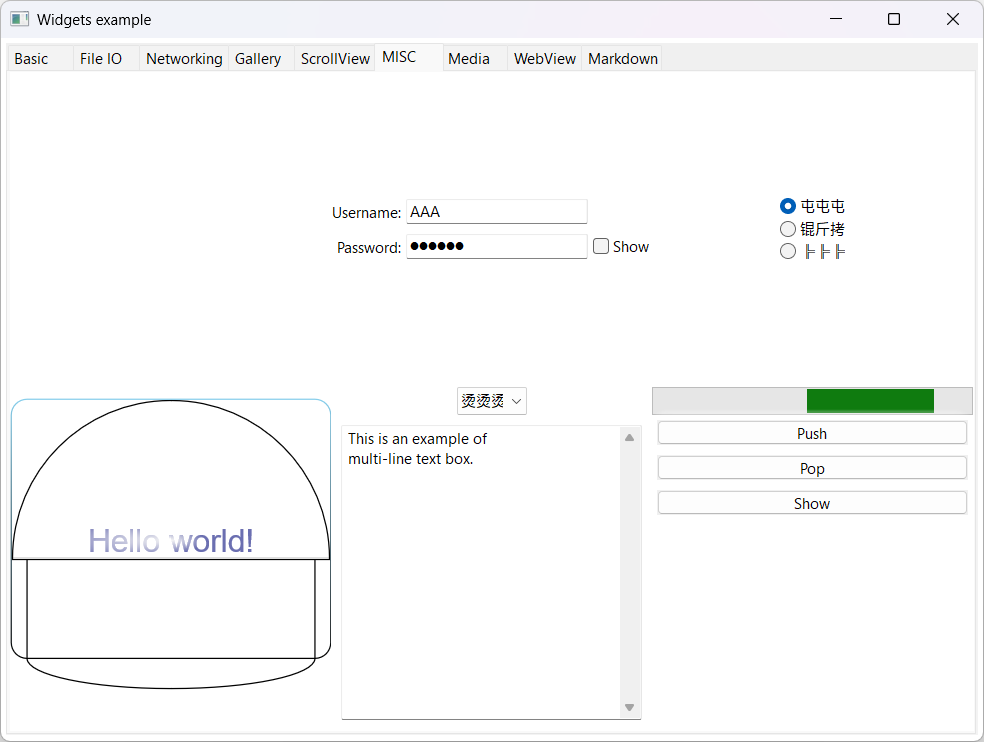 Widgets example
Basic File IO Networking Gallery ScrollView MISC Media WebView Markdown
Username: AAA
Password: ●●●●●● Show
屯屯屯
锟斤拷
╠╠╠
烫烫烫
This is an example of
multi-line text box.
Push
Pop
Show
Hello world!